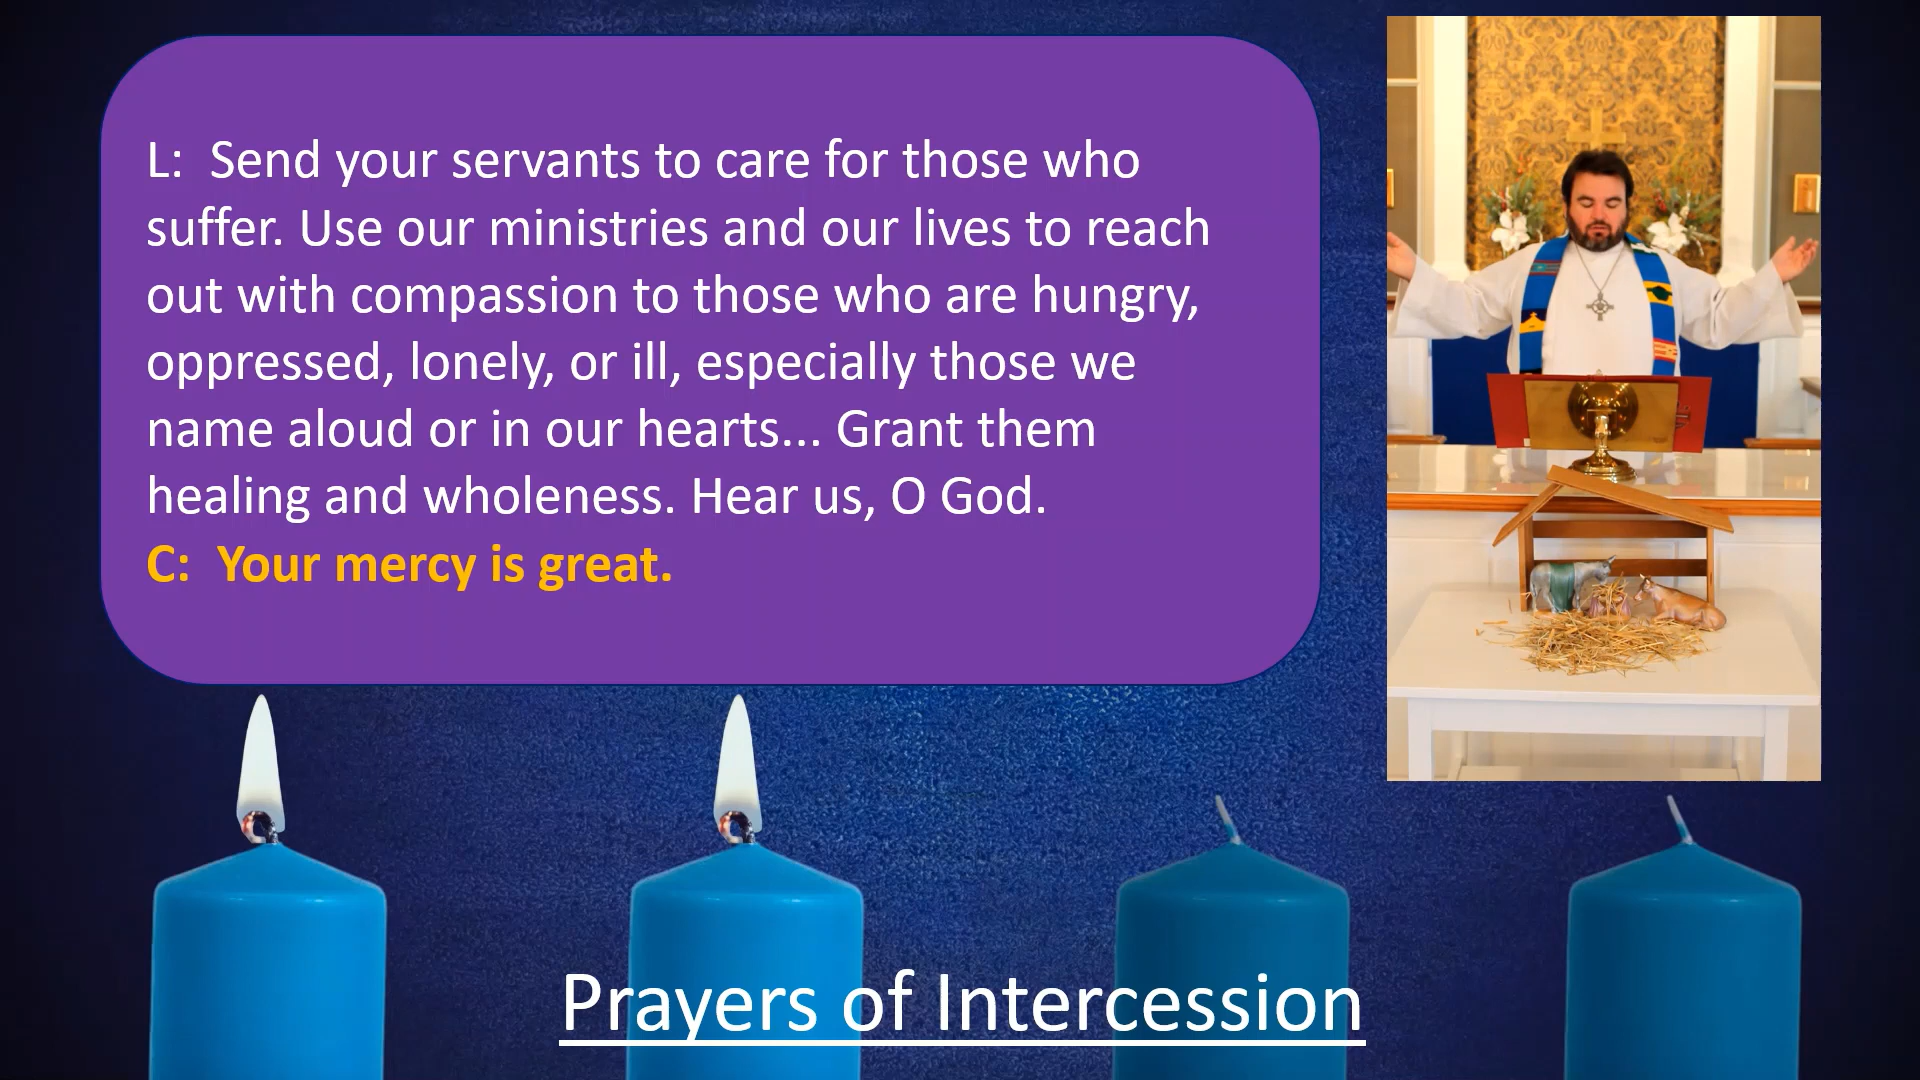 L:  Send your servants to care for those who
suffer. Use our ministries and our lives to reach
out with compassion to those who are hungry,
oppressed, lonely, or ill, especially those we
name aloud or in our hearts... Grant them
healing and wholeness. Hear us, O God.
C:  Your mercy is great.
Prayers of Intercession